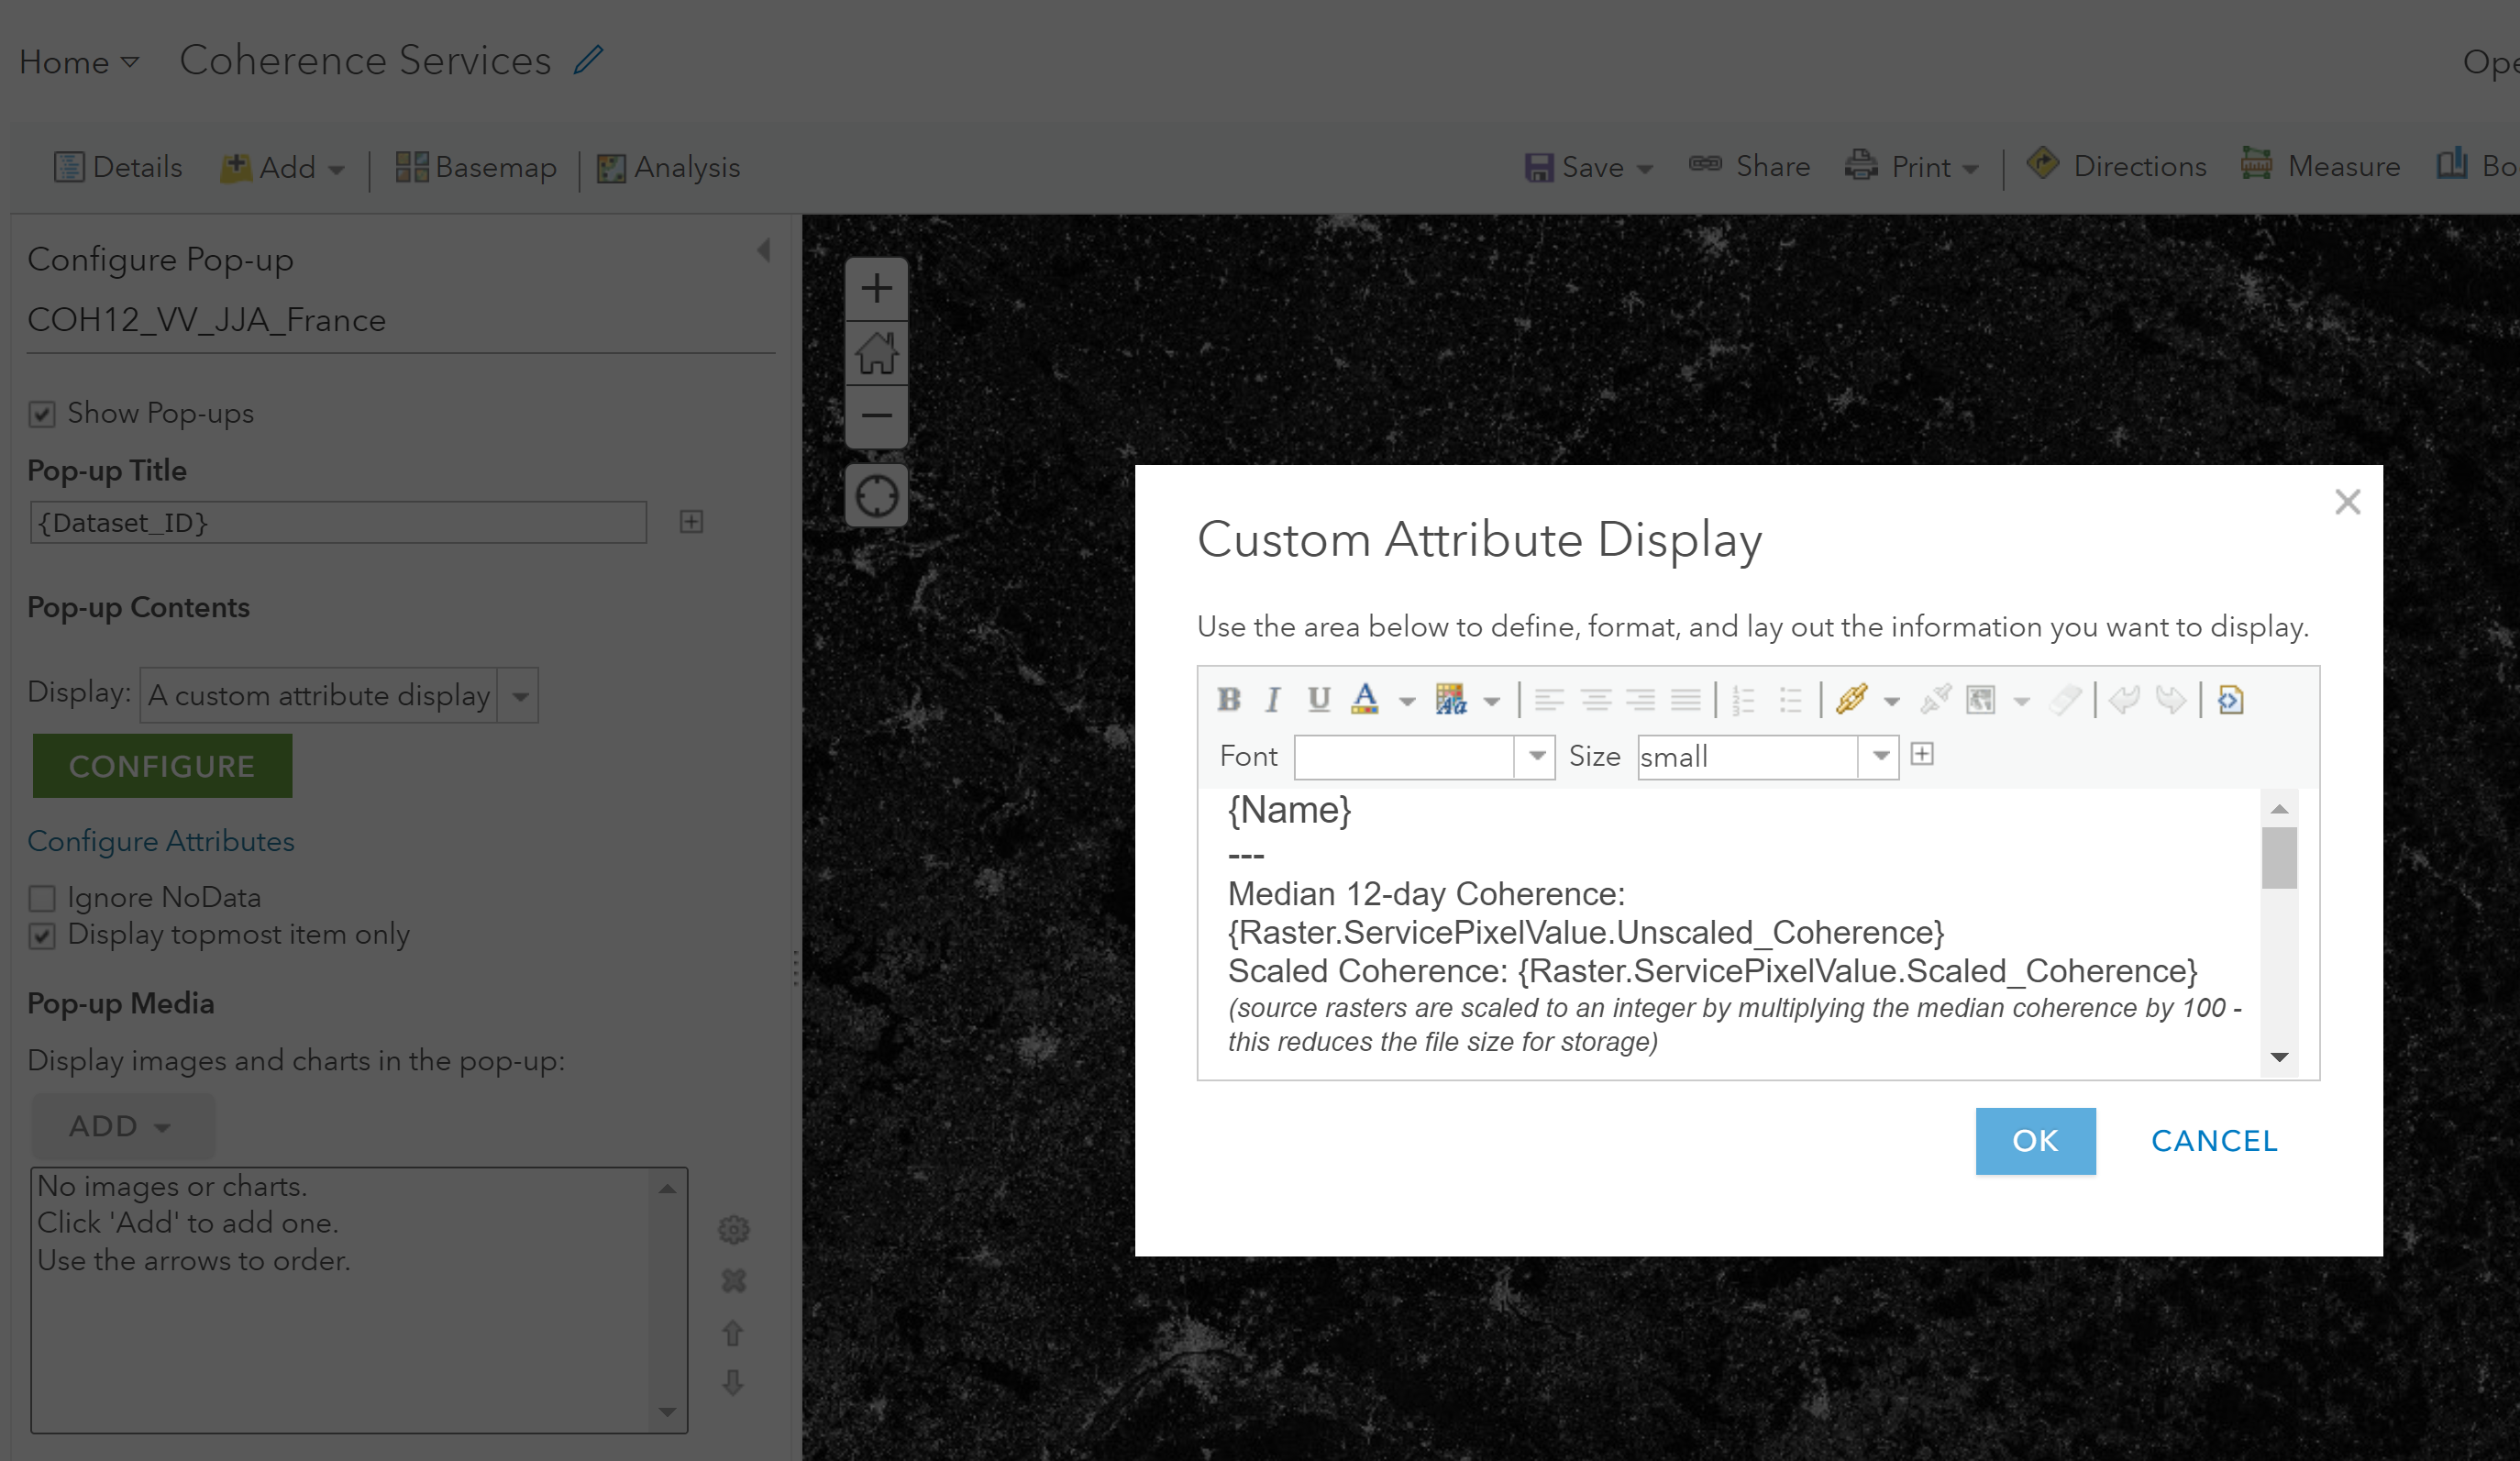 Home
Coherence Services
Details
Add
Basemap
Analysis
Save
Share
Print
Directions
Measure
Configure Pop-up
COH12_VV_JJA_France
Show Pop-ups
Pop-up Title
{Dataset_ID}
Pop-up Contents
Display: A custom attribute display
CONFIGURE
Configure Attributes
Ignore NoData
Display topmost item only
Pop-up Media
Display images and charts in the pop-up:
ADD
No images or charts.
Click 'Add' to add one.
Use the arrows to order.
Custom Attribute Display
Use the area below to define, format, and lay out the information you want to display.
B I U A Aa
Font
Size small
{Name}
---
Median 12-day Coherence:
{Raster.ServicePixelValue.Unscaled_Coherence}
Scaled Coherence: {Raster.ServicePixelValue.Scaled_Coherence}
(source rasters are scaled to an integer by multiplying the median coherence by 100 -
this reduces the file size for storage)
OK
CANCEL